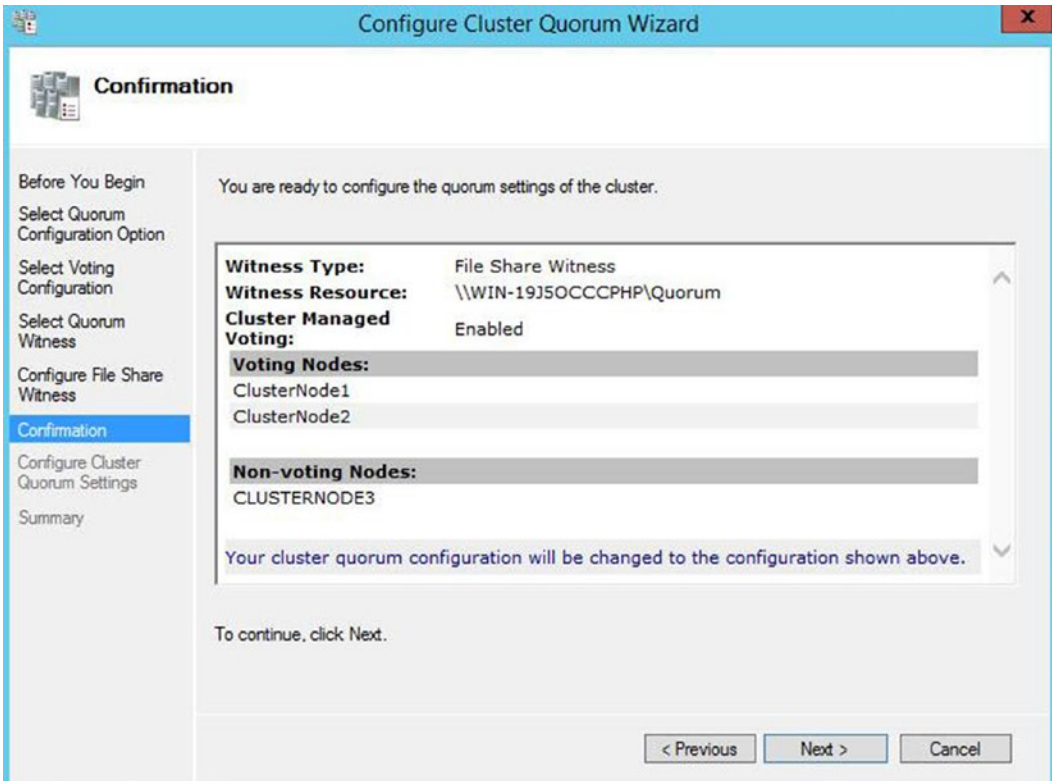 Configure Cluster Quorum Wizard
x
Confirmation
Before You Begin
Select Quorum
Configuration Option
Select Voting
Configuration
Select Quorum
Witness
Configure File Share
Witness
Confirmation
Configure Cluster
Quorum Settings
Summary
You are ready to configure the quorum settings of the cluster.
Witness Type: File Share Witness
Witness Resource: \\WIN-19J5OCCCPHP\Quorum
Cluster Managed
Voting: Enabled
Voting Nodes:
ClusterNode1
ClusterNode2
Non-voting Nodes:
CLUSTERNODE3
Your cluster quorum configuration will be changed to the configuration shown above.
To continue, click Next.
< Previous Next > Cancel